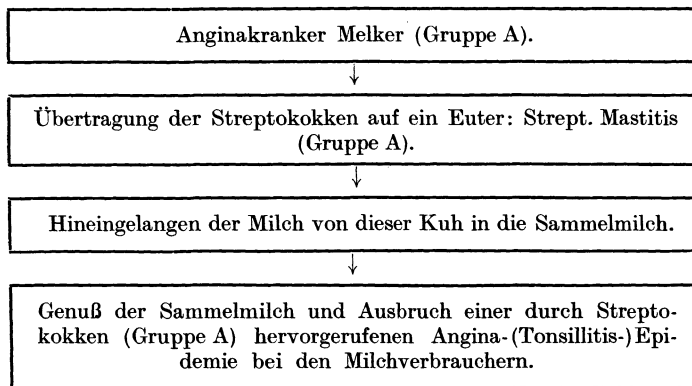 Anginakranker Melker (Gruppe A).
↓
Übertragung der Streptokokken auf ein Euter: Strept. Mastitis
(Gruppe A).
↓
Hineingelangen der Milch von dieser Kuh in die Sammelmilch.
↓
Genuß der Sammelmilch und Ausbruch einer durch Strepto-
kokken (Gruppe A) hervorgerufenen Angina-(Tonsillitis-)Epi-
demie bei den Milchverbrauchern.